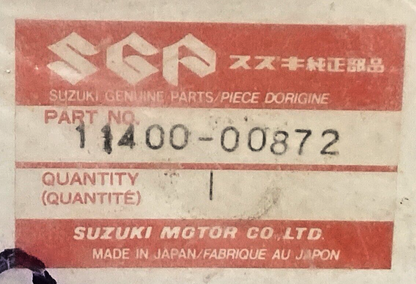 SGP スズキ純正部品
SUZUKI GENUINE PARTS/PIECE DORIGINE
PART NO.
11400-00872
QUANTITY 1
(QUANTITÉ)
SUZUKI MOTOR CO.,LTD.
MADE IN JAPAN/FABRIQUE AU JAPON